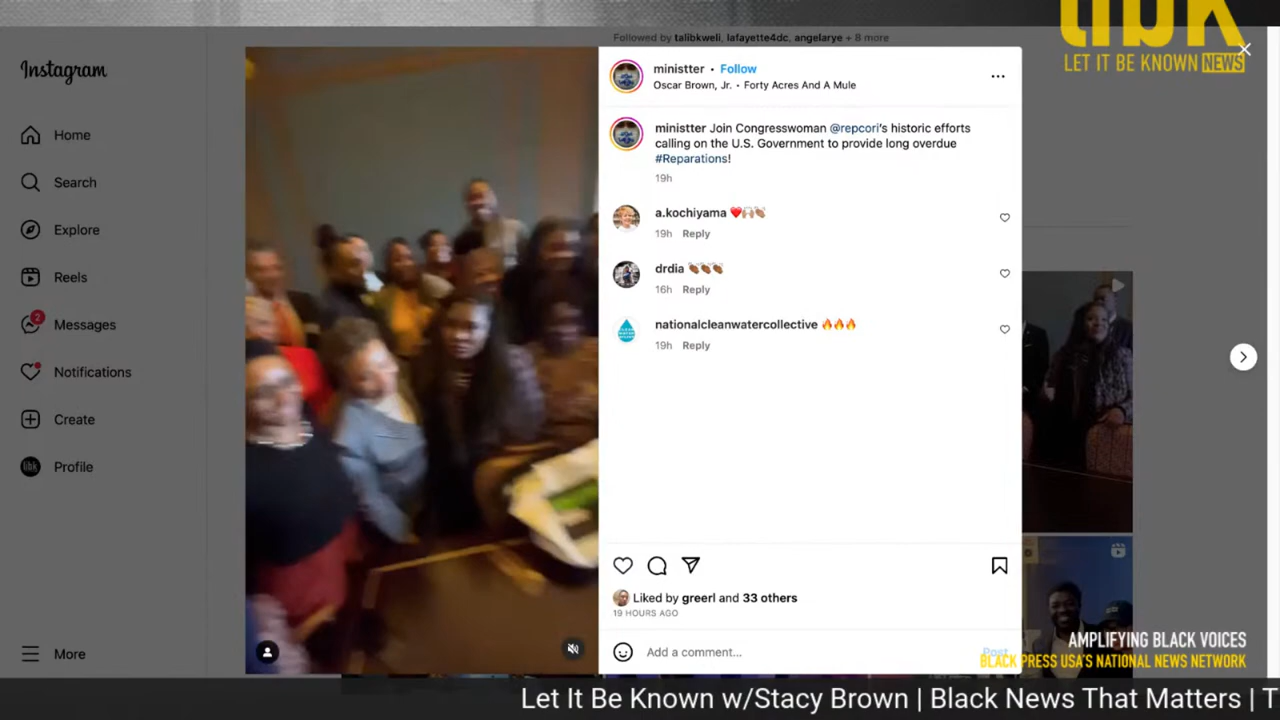 Followed by talibkweli, lafayette4dc, angelarye + 8 more
libk
LET IT BE KNOWN NEWS
Instagram
Home
Search
Explore
Reels
2
Messages
Notifications
Create
libk
Profile
More
ministter • Follow
Oscar Brown, Jr. • Forty Acres And A Mule
ministter Join Congresswoman @repcori's historic efforts
calling on the U.S. Government to provide long overdue
#Reparations!
19h
a.kochiyama ❤️🙌🏼👏🏽
19h Reply
drdia 👏🏾👏🏾👏🏾
16h Reply
nationalcleanwatercollective 🔥🔥🔥
19h Reply
Liked by greerl and 33 others
19 HOURS AGO
Add a comment...
Post
AMPLIFYING BLACK VOICES
BLACK PRESS USA'S NATIONAL NEWS NETWORK
Let It Be Known w/Stacy Brown | Black News That Matters | T